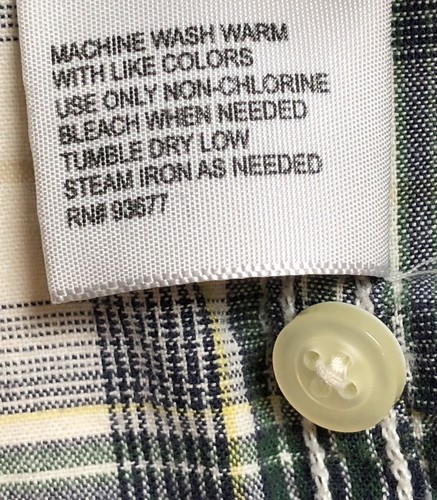 MACHINE WASH WARM
WITH LIKE COLORS
USE ONLY NON-CHLORINE
BLEACH WHEN NEEDED
TUMBLE DRY LOW
STEAM IRON AS NEEDED
RN# 93677